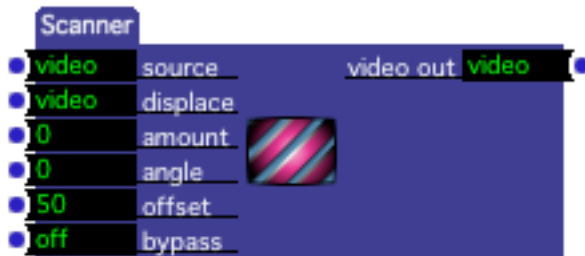 Scanner
video source video out video
video displace
0 amount
0 angle
50 offset
off bypass